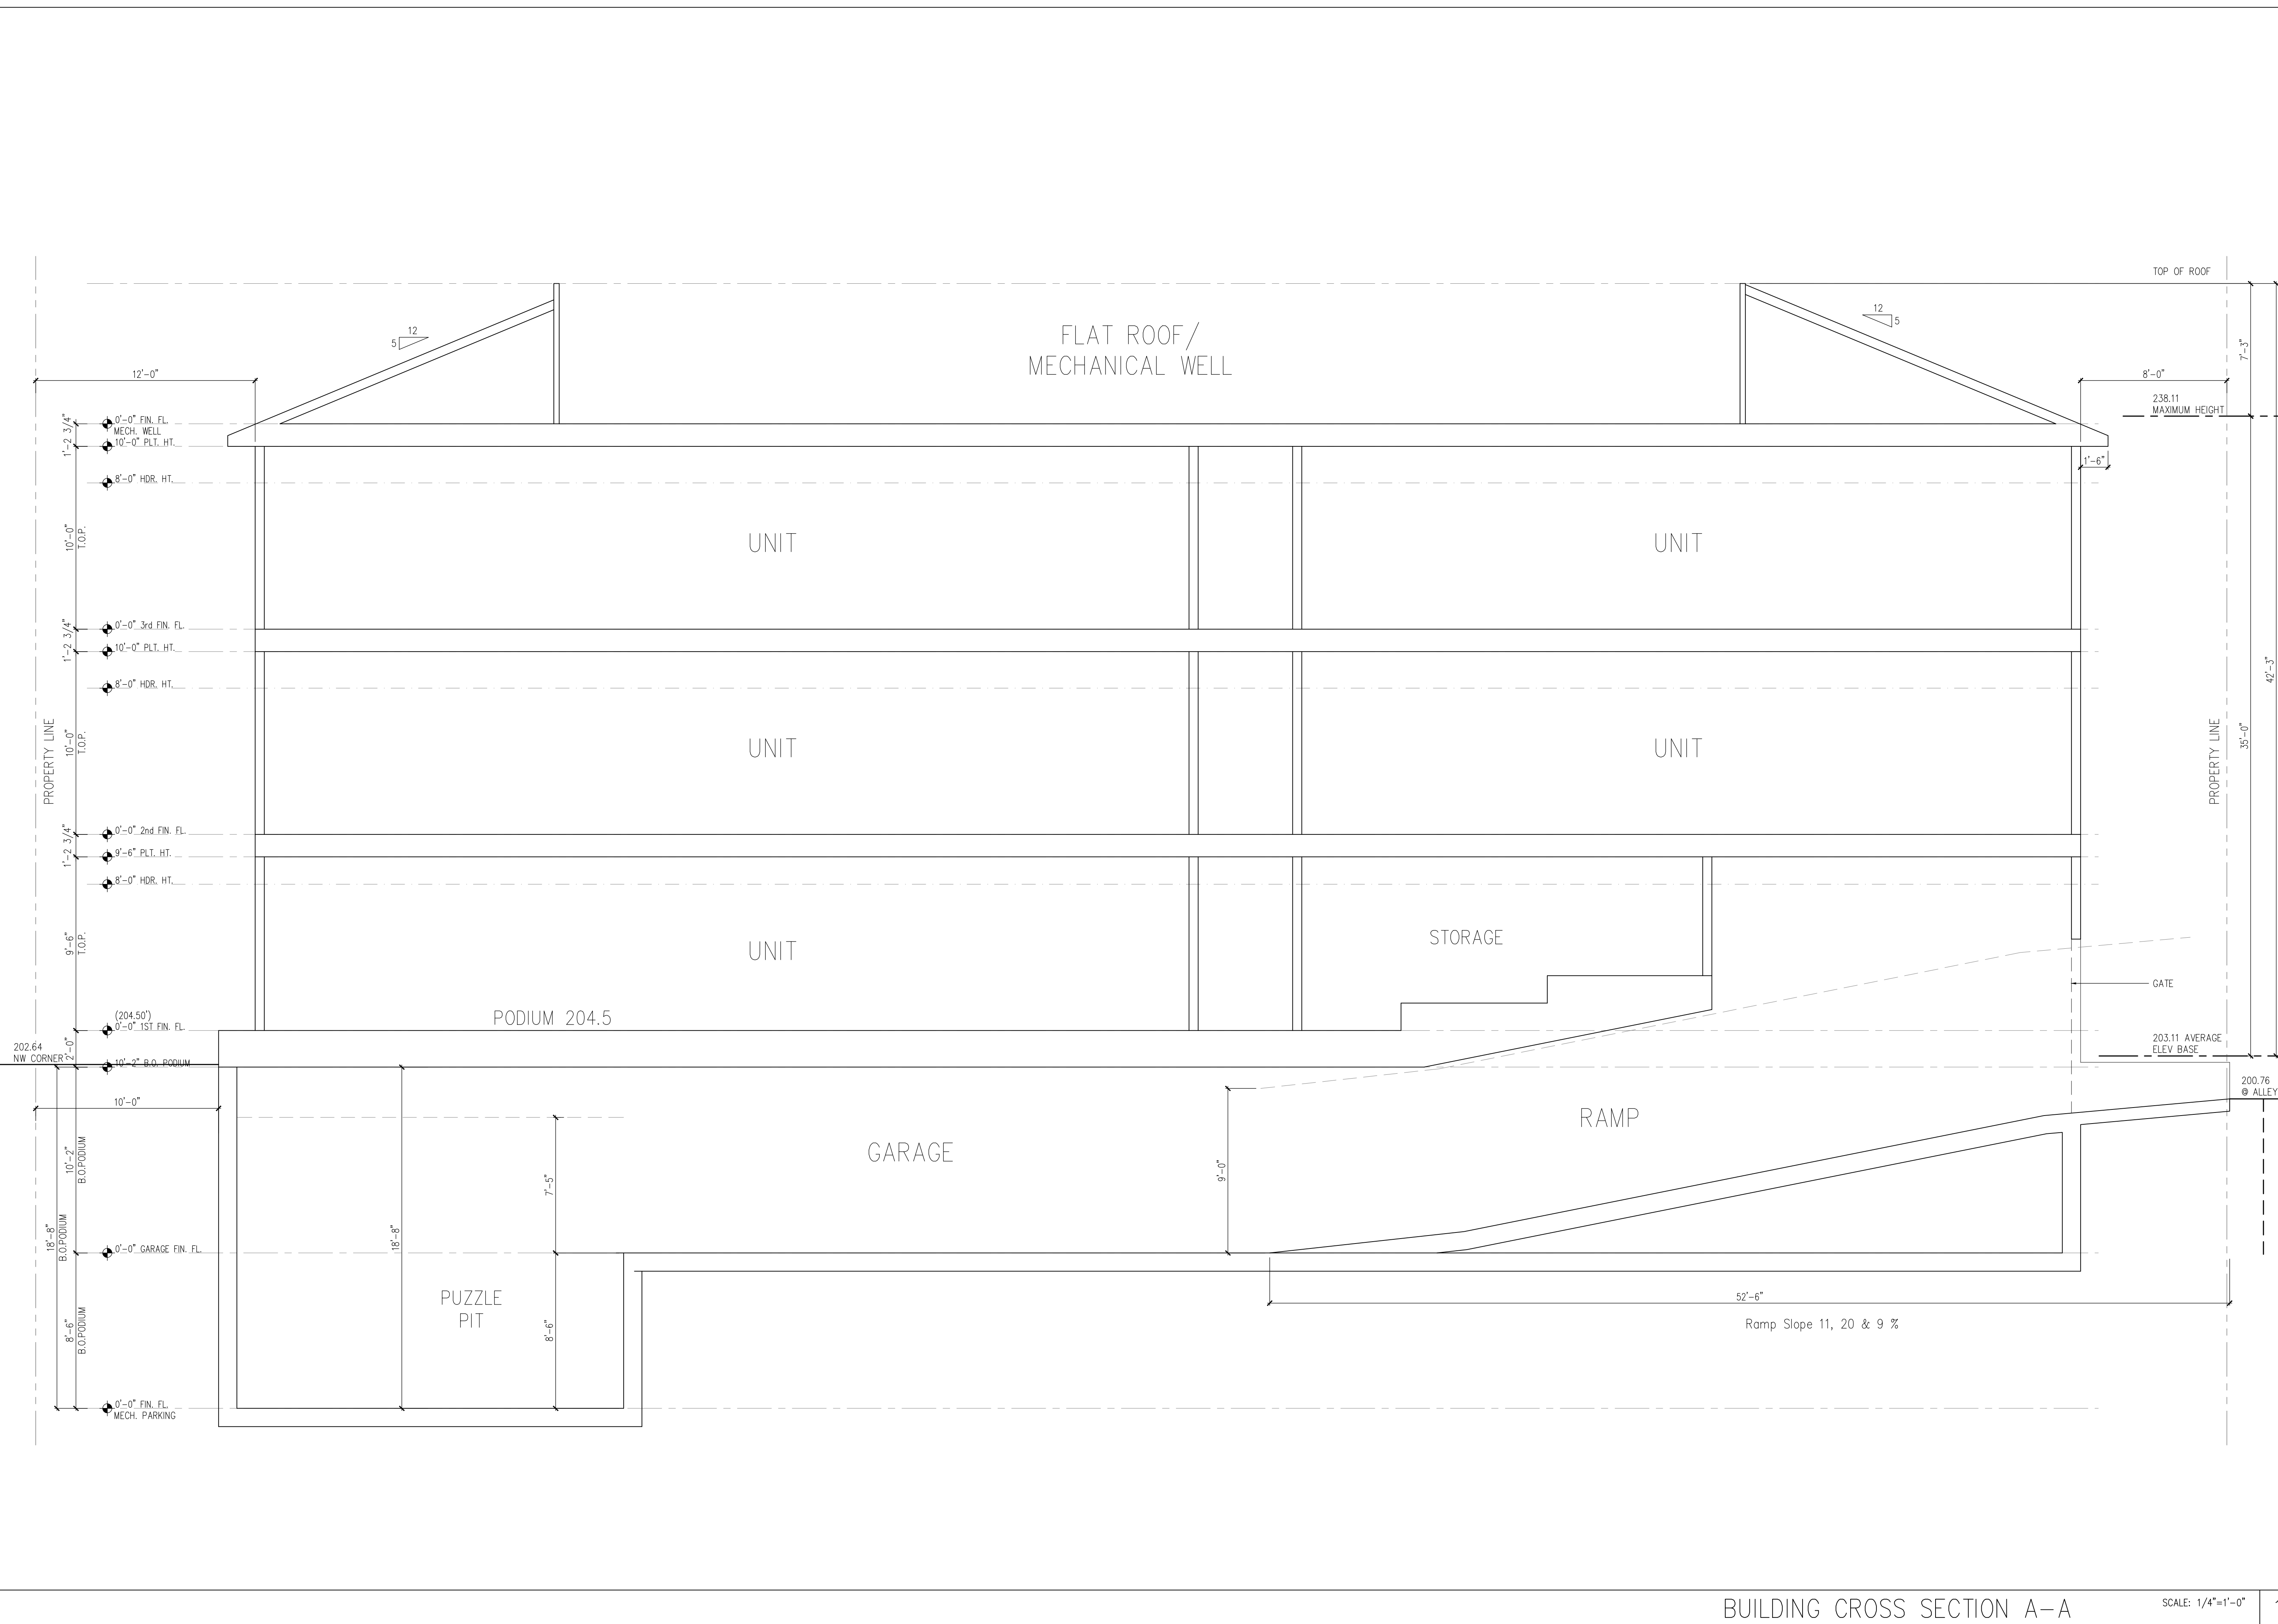 TOP OF ROOF
12
5
12
5
FLAT ROOF/
MECHANICAL WELL
7'-3"
12'-0"
8'-0"
238.11
MAXIMUM HEIGHT
1'-2 3/4"
0'-0" FIN. FL.
MECH. WELL
10'-0" PLT. HT.
1'-6"
8'-0" HDR. HT.
10'-0"
T.O.P.
UNIT
UNIT
1'-2 3/4"
0'-0" 3rd FIN. FL.
10'-0" PLT. HT.
8'-0" HDR. HT.
42'-3"
PROPERTY LINE
10'-0"
T.O.P.
UNIT
UNIT
PROPERTY LINE
35'-0"
1'-2 3/4"
0'-0" 2nd FIN. FL.
9'-6" PLT. HT.
8'-0" HDR. HT.
9'-6"
T.O.P.
UNIT
STORAGE
GATE
PODIUM 204.5
(204.50')
0'-0" 1ST FIN. FL.
202.64
NW CORNER
2'-0"
10'-2" B.O. PODIUM
203.11 AVERAGE
ELEV BASE
200.76
@ ALLEY
10'-0"
10'-2"
B.O.PODIUM
GARAGE
RAMP
7'-5"
9'-0"
18'-8"
B.O.PODIUM
18'-8"
0'-0" GARAGE FIN. FL.
PUZZLE
PIT
8'-6"
B.O.PODIUM
8'-6"
52'-6"
Ramp Slope 11, 20 & 9 %
0'-0" FIN. FL.
MECH. PARKING
BUILDING CROSS SECTION A-A
SCALE: 1/4"=1'-0"